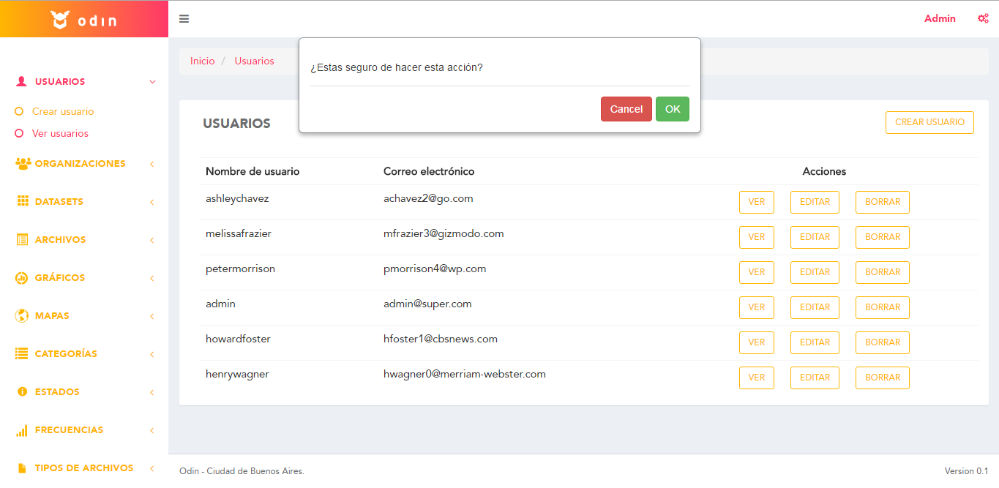 odın
Admin
Inicio / Usuarios
¿Estas seguro de hacer esta acción?
Cancel OK
USUARIOS
Crear usuario
Ver usuarios
ORGANIZACIONES
DATASETS
ARCHIVOS
GRÁFICOS
MAPAS
CATEGORÍAS
ESTADOS
FRECUENCIAS
TIPOS DE ARCHIVOS
USUARIOS
CREAR USUARIO
Nombre de usuario Correo electrónico Acciones
ashleychavez achavez2@go.com VER EDITAR BORRAR
melissafrazier mfrazier3@gizmodo.com VER EDITAR BORRAR
petermorrison pmorrison4@wp.com VER EDITAR BORRAR
admin admin@super.com VER EDITAR BORRAR
howardfoster hfoster1@cbsnews.com VER EDITAR BORRAR
henrywagner hwagner0@merriam-webster.com VER EDITAR BORRAR
Odin - Ciudad de Buenos Aires. Version 0.1